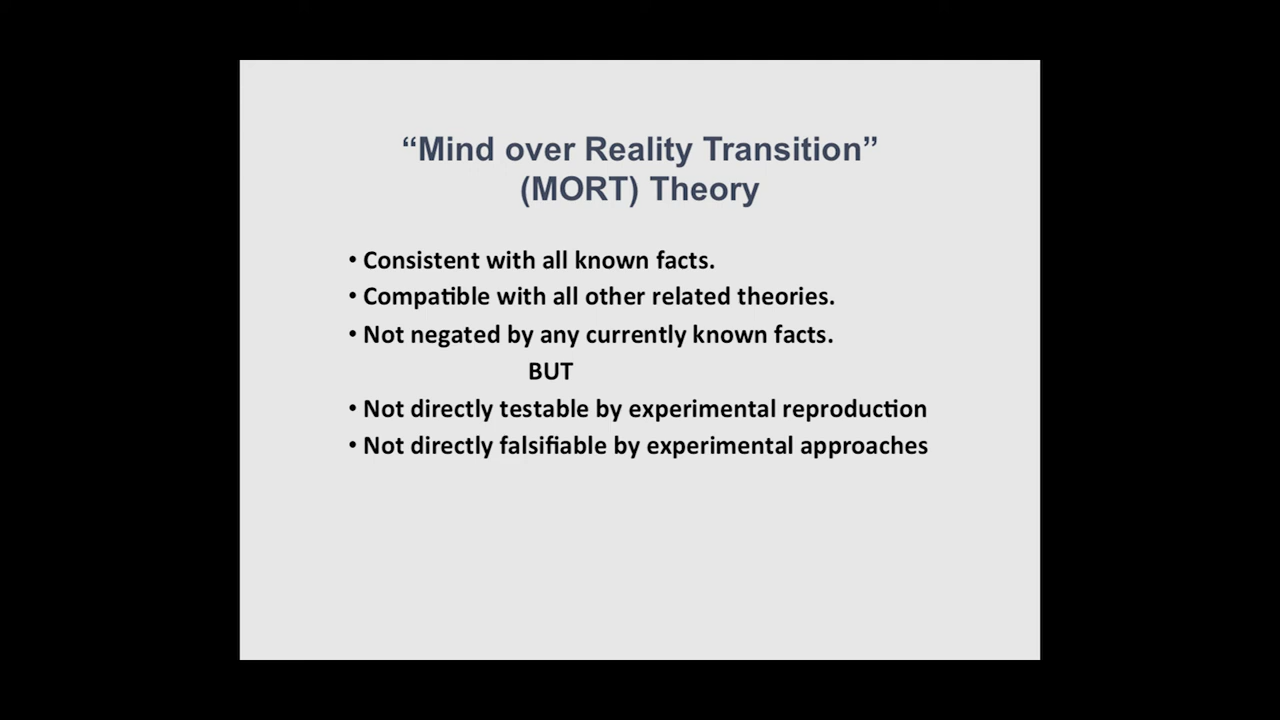 “Mind over Reality Transition”
(MORT) Theory
• Consistent with all known facts.
• Compatible with all other related theories.
• Not negated by any currently known facts.
BUT
• Not directly testable by experimental reproduction
• Not directly falsifiable by experimental approaches